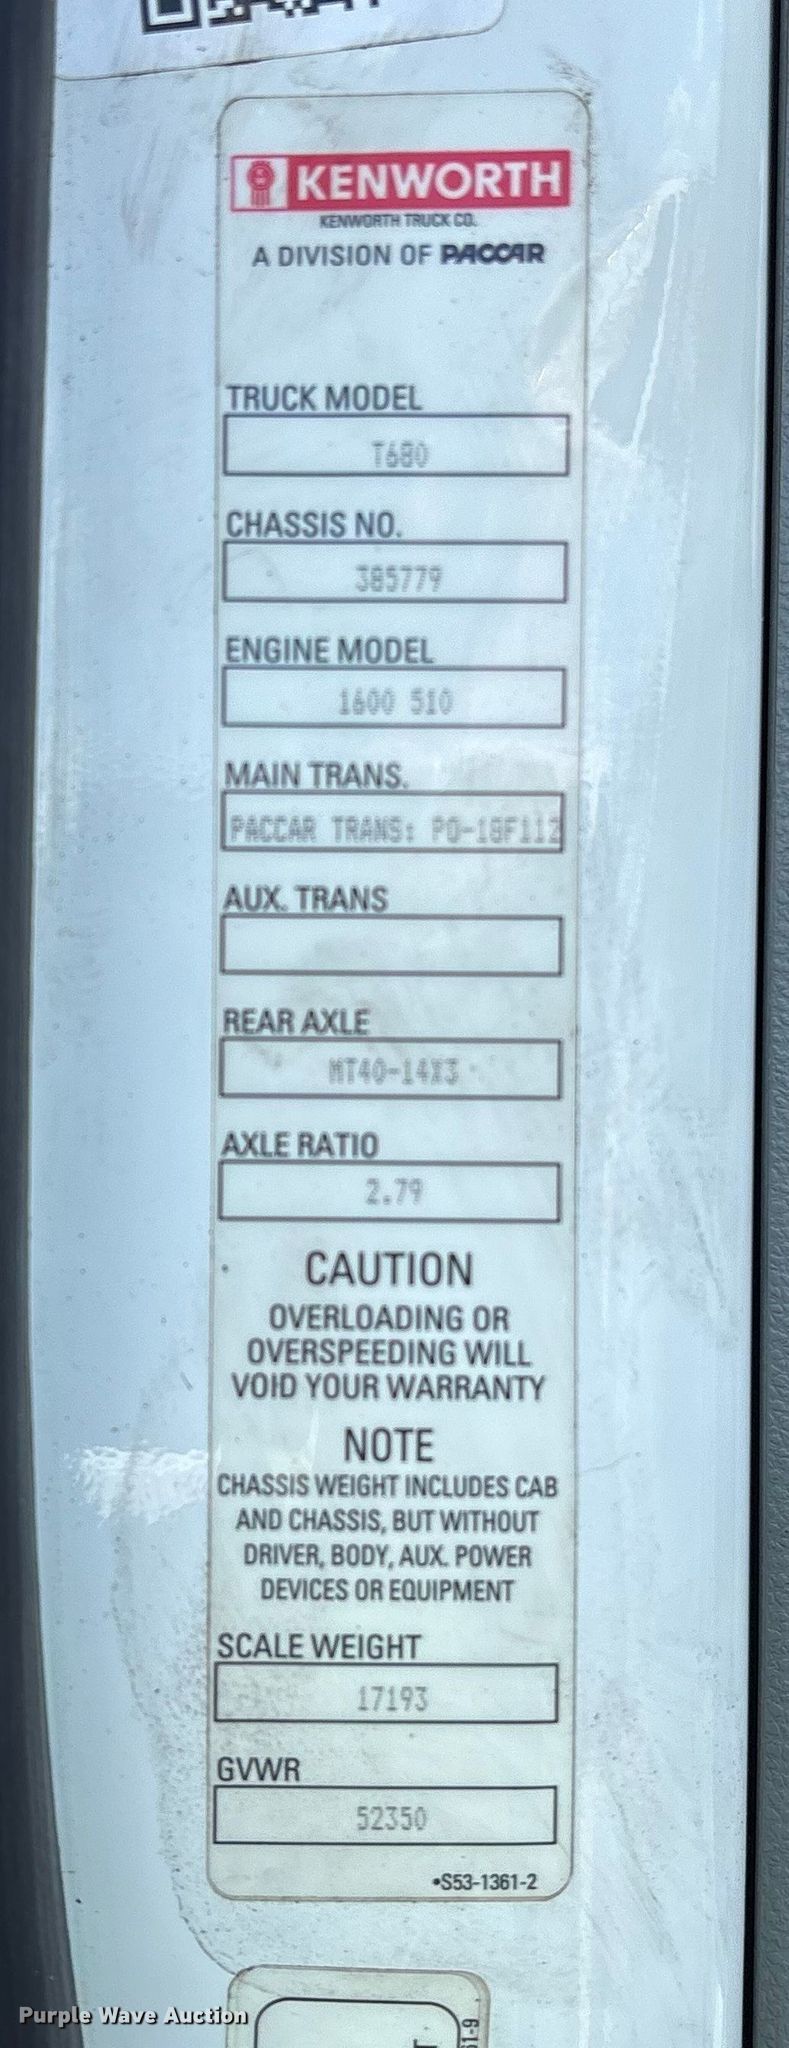 KENWORTH
KENWORTH TRUCK CO.
A DIVISION OF PACCAR
TRUCK MODEL
T680
CHASSIS NO.
385779
ENGINE MODEL
1600 510
MAIN TRANS.
PACCAR TRANS: PO-18F112
AUX. TRANS
REAR AXLE
MT40-14X3
AXLE RATIO
2.79
CAUTION
OVERLOADING OR
OVERSPEEDING WILL
VOID YOUR WARRANTY
NOTE
CHASSIS WEIGHT INCLUDES CAB
AND CHASSIS, BUT WITHOUT
DRIVER, BODY, AUX. POWER
DEVICES OR EQUIPMENT
SCALE WEIGHT
17193
GVWR
52350
•S53-1361-2
Purple Wave Auction